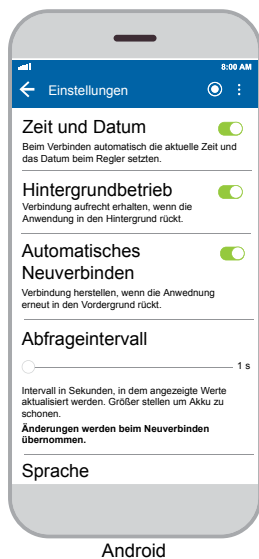 8:00 AM
Einstellungen
Zeit und Datum
Beim Verbinden automatisch die aktuelle Zeit und
das Datum beim Regler setzten.
Hintergrundbetrieb
Verbindung aufrecht erhalten, wenn die
Anwendung in den Hintergrund rückt.
Automatisches
Neuverbinden
Verbindung herstellen, wenn die Anwednung
erneut in den Vordergrund rückt.
Abfrageintervall
1 s
Intervall in Sekunden, in dem angezeigte Werte
aktualisiert werden. Größer stellen um Akku zu
schonen.
Änderungen werden beim Neuverbinden
übernommen.
Sprache
Android